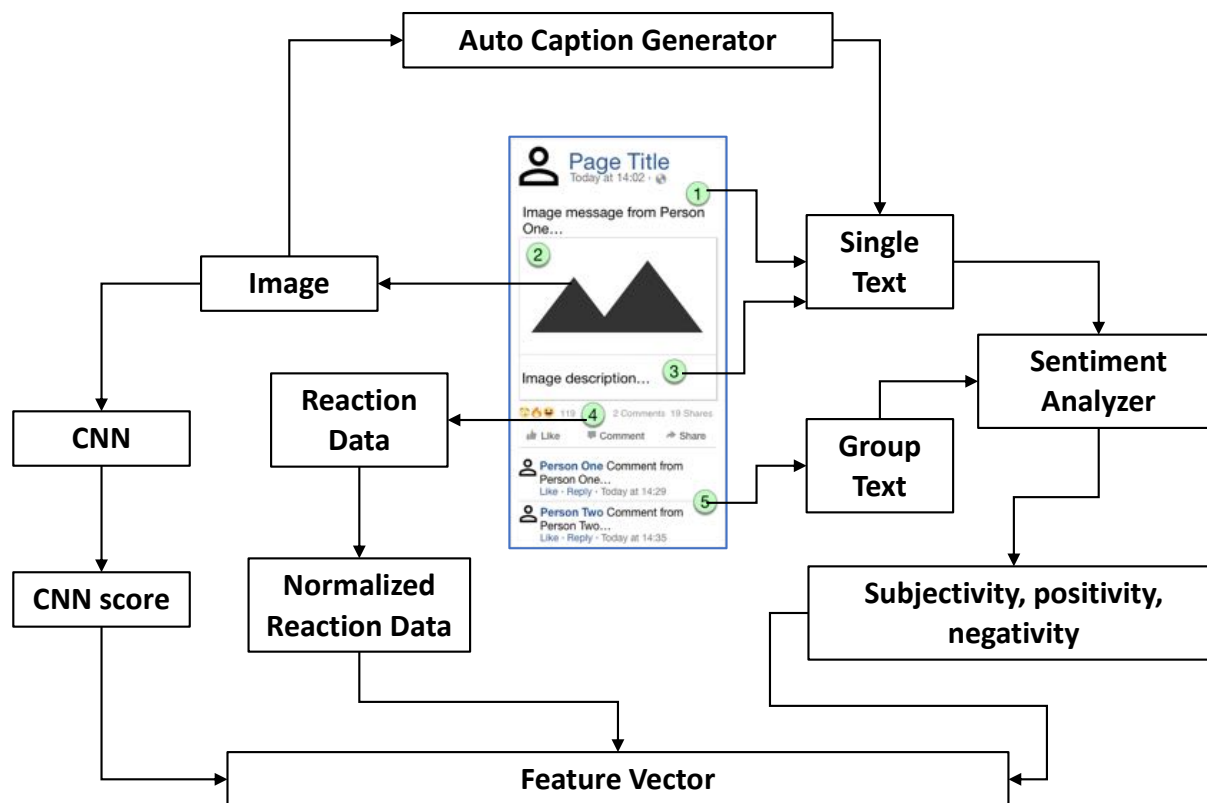 Auto Caption Generator
Page Title
Today at 14:02 ·
1
Image message from Person
One…
2
Single
Text
Image
Image description…
3
Sentiment
Analyzer
Reaction
Data
119
4
2 Comments 19 Shares
Like
Comment
Share
CNN
Group
Text
Person One Comment from
Person One…
Like · Reply · Today at 14:29
5
Person Two Comment from
Person Two…
Like · Reply · Today at 14:35
CNN score
Normalized
Reaction Data
Subjectivity, positivity,
negativity
Feature Vector